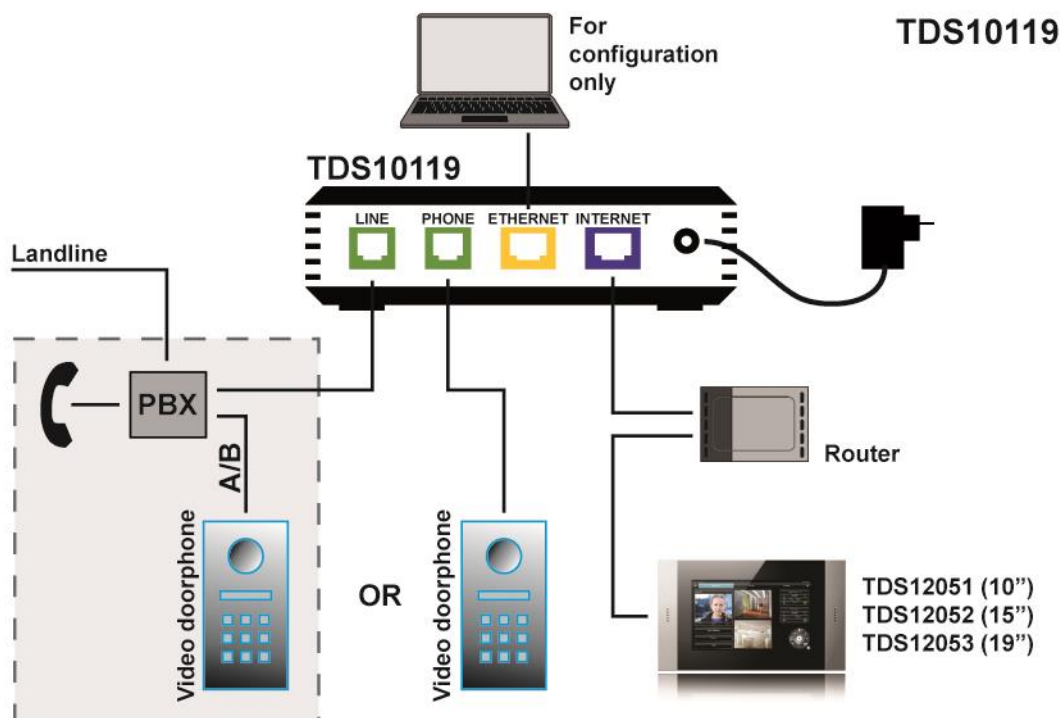 For
configuration
only
TDS10119
TDS10119
LINE PHONE ETHERNET INTERNET
Landline
PBX
A/B
Router
Video doorphone
OR
Video doorphone
TDS12051 (10”)
TDS12052 (15”)
TDS12053 (19”)